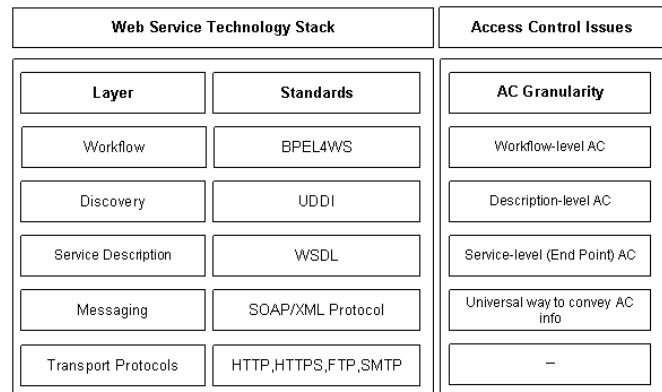 Web Service Technology Stack
Access Control Issues
Layer
Standards
AC Granularity
Workflow
BPEL4WS
Workflow-level AC
Discovery
UDDI
Description-level AC
Service Description
WSDL
Service-level (End Point) AC
Messaging
SOAP/XML Protocol
Universal way to convey AC
info
Transport Protocols
HTTP,HTTPS,FTP,SMTP
–